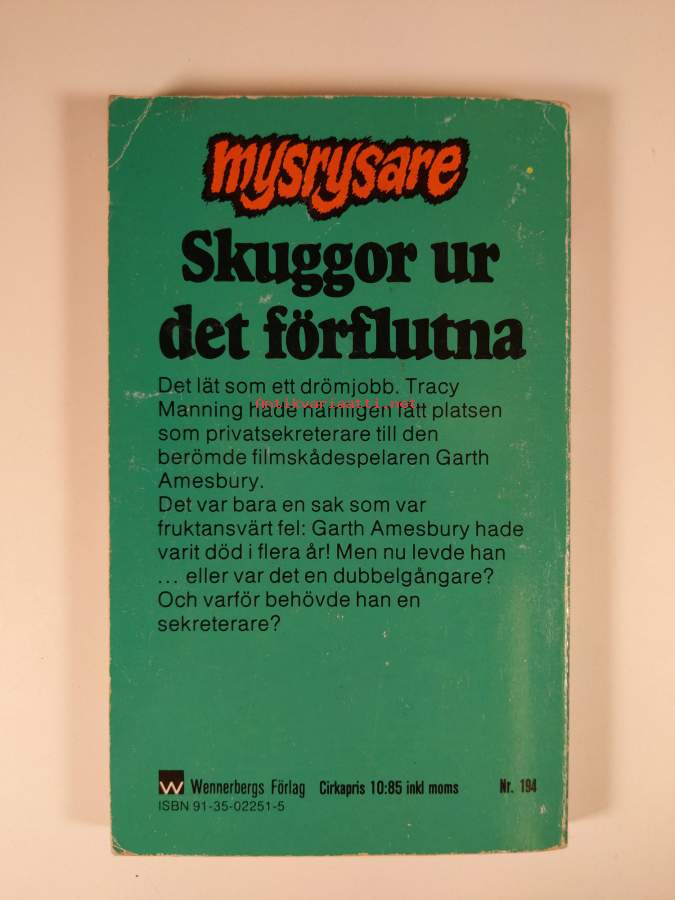 mysrysare
Skuggor ur
det förflutna
Det lät som ett drömjobb. Tracy
Manning hade nämligen fått platsen
antikvariaatti.net
som privatsekreterare till den
berömde filmskådespelaren Garth
Amesbury.
Det var bara en sak som var
fruktansvärt fel: Garth Amesbury hade
varit död i flera år! Men nu levde han
... eller var det en dubbelgångare?
Och varför behövde han en
sekreterare?
W Wennerbergs Förlag Cirkapris 10:85 inkl moms Nr. 194
ISBN 91-35-02251-5